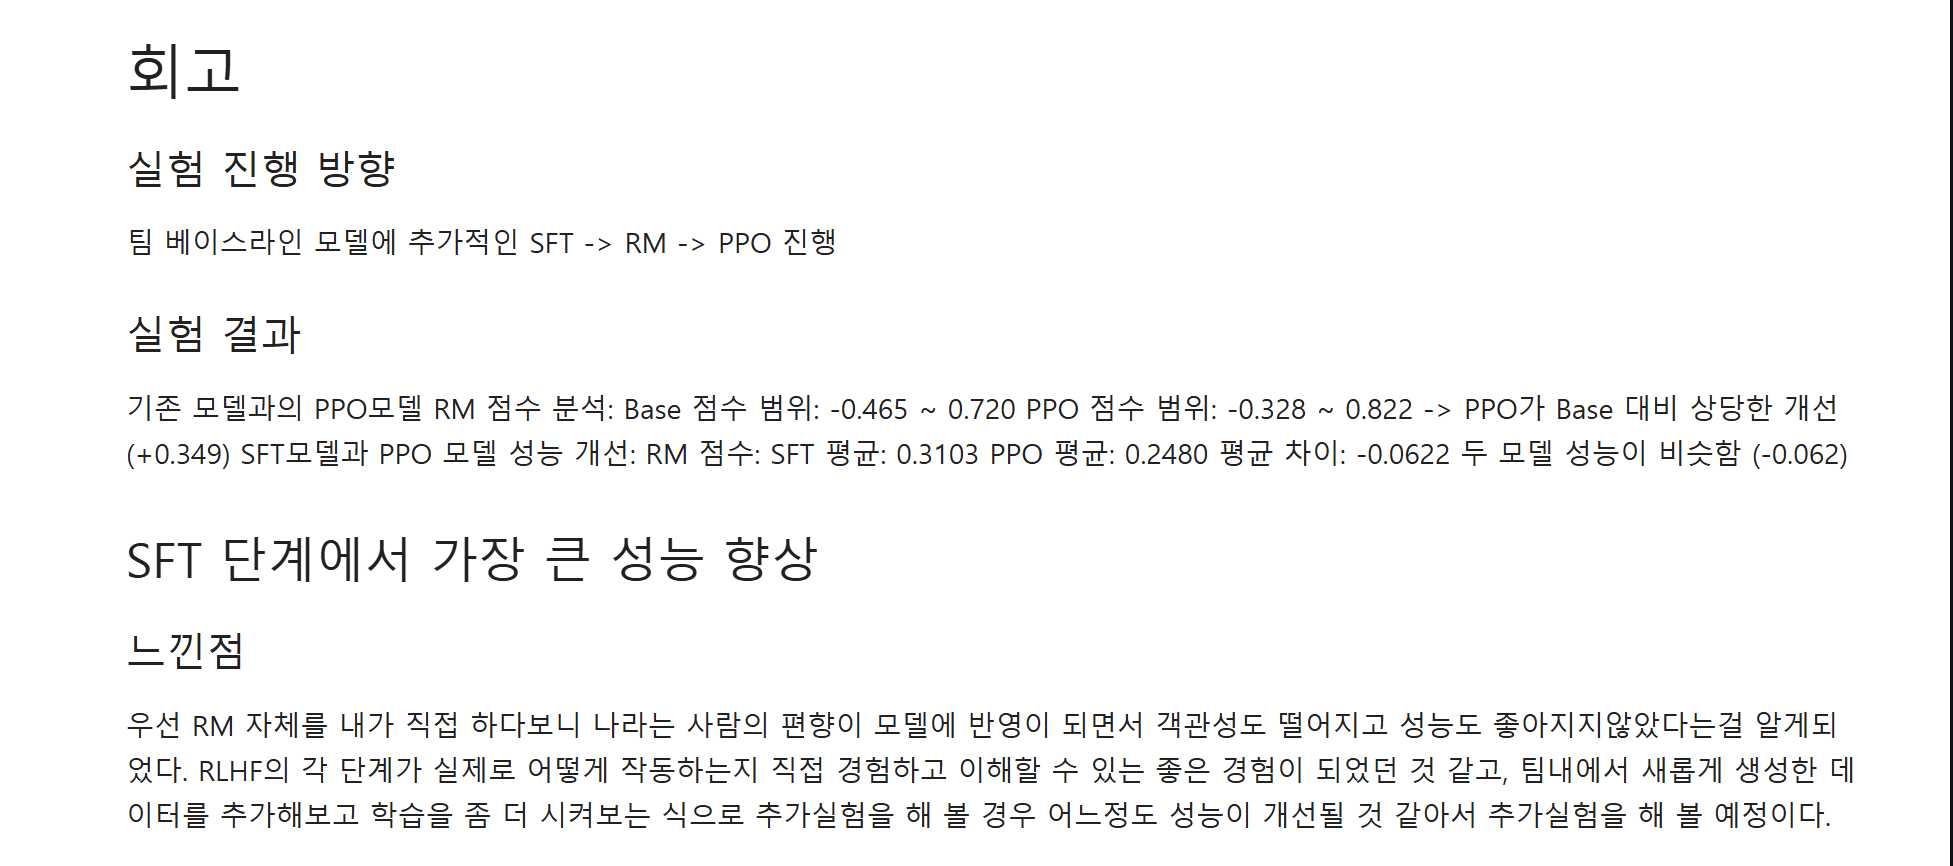 회고
실험 진행 방향
팀 베이스라인 모델에 추가적인 SFT -> RM -> PPO 진행
실험 결과
기존 모델과의 PPO모델 RM 점수 분석: Base 점수 범위: -0.465 ~ 0.720 PPO 점수 범위: -0.328 ~ 0.822 -> PPO가 Base 대비 상당한 개선
(+0.349) SFT모델과 PPO 모델 성능 개선: RM 점수: SFT 평균: 0.3103 PPO 평균: 0.2480 평균 차이: -0.0622 두 모델 성능이 비슷함 (-0.062)
SFT 단계에서 가장 큰 성능 향상
느낀점
우선 RM 자체를 내가 직접 하다보니 나라는 사람의 편향이 모델에 반영이 되면서 객관성도 떨어지고 성능도 좋아지지않았다는걸 알게되
었다. RLHF의 각 단계가 실제로 어떻게 작동하는지 직접 경험하고 이해할 수 있는 좋은 경험이 되었던 것 같고, 팀내에서 새롭게 생성한 데
이터를 추가해보고 학습을 좀 더 시켜보는 식으로 추가실험을 해 볼 경우 어느정도 성능이 개선될 것 같아서 추가실험을 해 볼 예정이다.